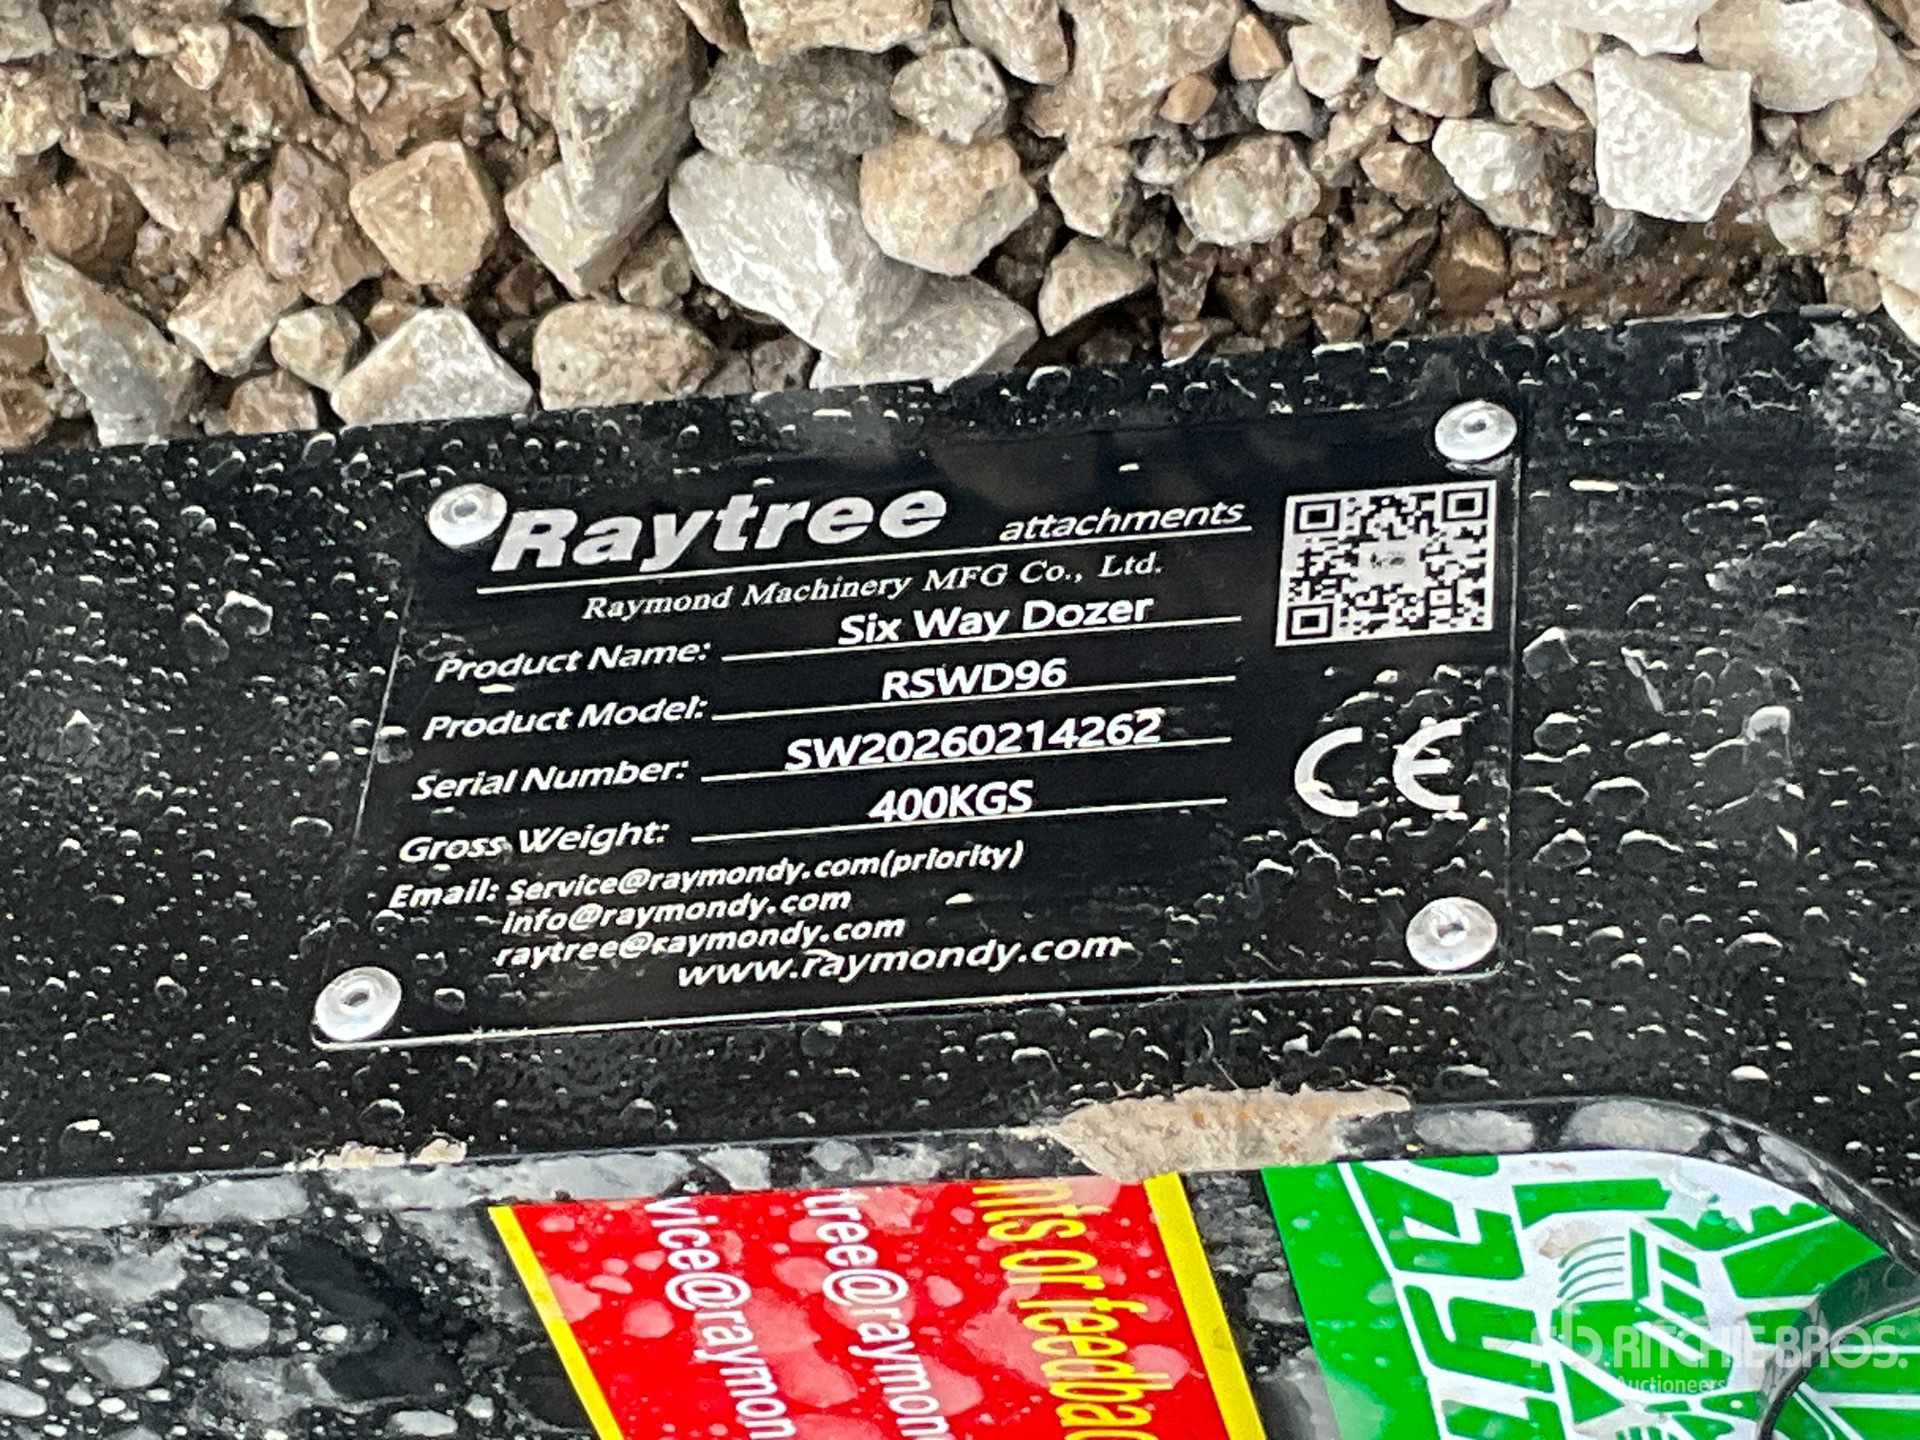 Raytree attachments
Raymond Machinery MFG Co., Ltd.
Product Name: Six Way Dozer
Product Model: RSWD96
Serial Number: SW20260214262
Gross Weight: 400KGS
Email: Service@raymondy.com(priority)
info@raymondy.com
raytree@raymondy.com
www.raymondy.com
CE
nts or feedbac
tree@raymon
vice@raymon
RITCHIE BROS.
Auctioneers